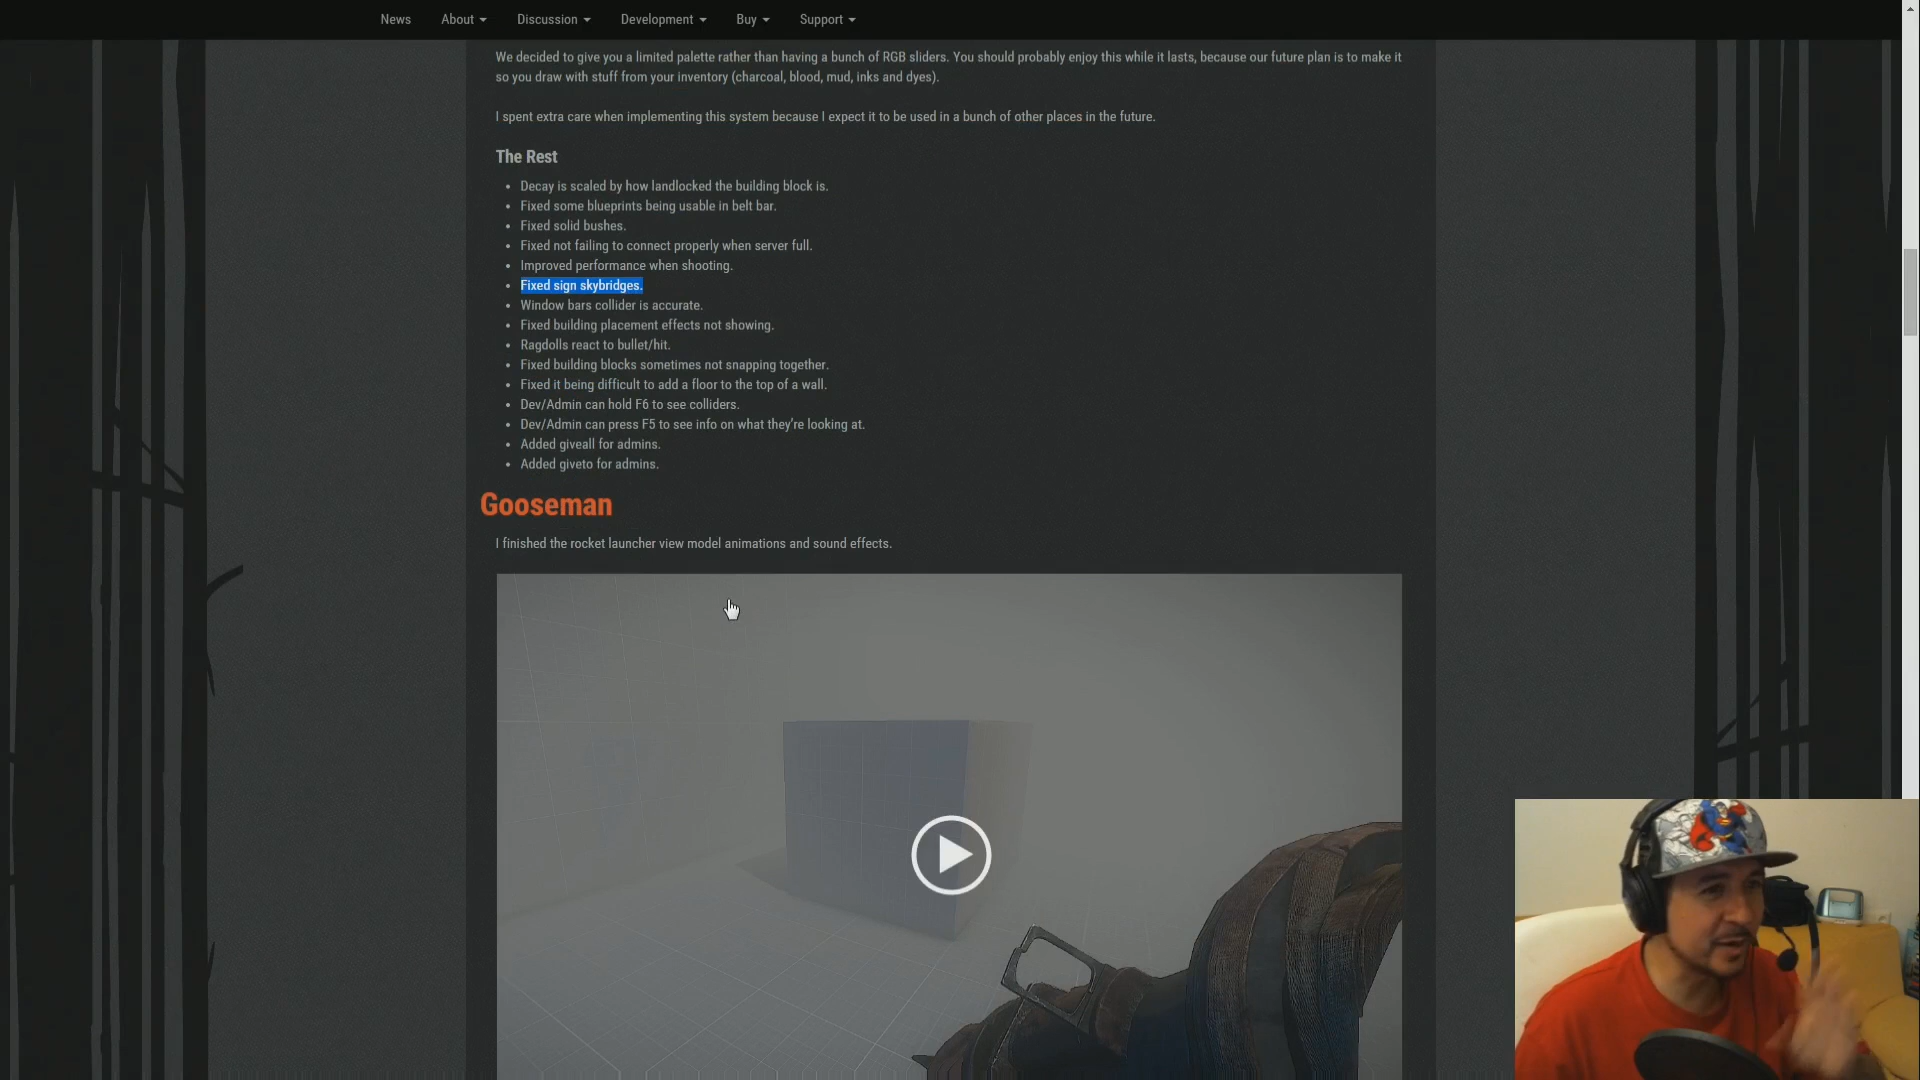 News About Discussion Development Buy Support
We decided to give you a limited palette rather than having a bunch of RGB sliders. You should probably enjoy this while it lasts, because our future plan is to make it
so you draw with stuff from your inventory (charcoal, blood, mud, inks and dyes).
I spent extra care when implementing this system because I expect it to be used in a bunch of other places in the future.
The Rest
Decay is scaled by how landlocked the building block is.
Fixed some blueprints being usable in belt bar.
Fixed solid bushes.
Fixed not failing to connect properly when server full.
Improved performance when shooting.
Fixed sign skybridges.
Window bars collider is accurate.
Fixed building placement effects not showing.
Ragdolls react to bullet/hit.
Fixed building blocks sometimes not snapping together.
Fixed it being difficult to add a floor to the top of a wall.
Dev/Admin can hold F6 to see colliders.
Dev/Admin can press F5 to see info on what they're looking at.
Added giveall for admins.
Added giveto for admins.
Gooseman
I finished the rocket launcher view model animations and sound effects.